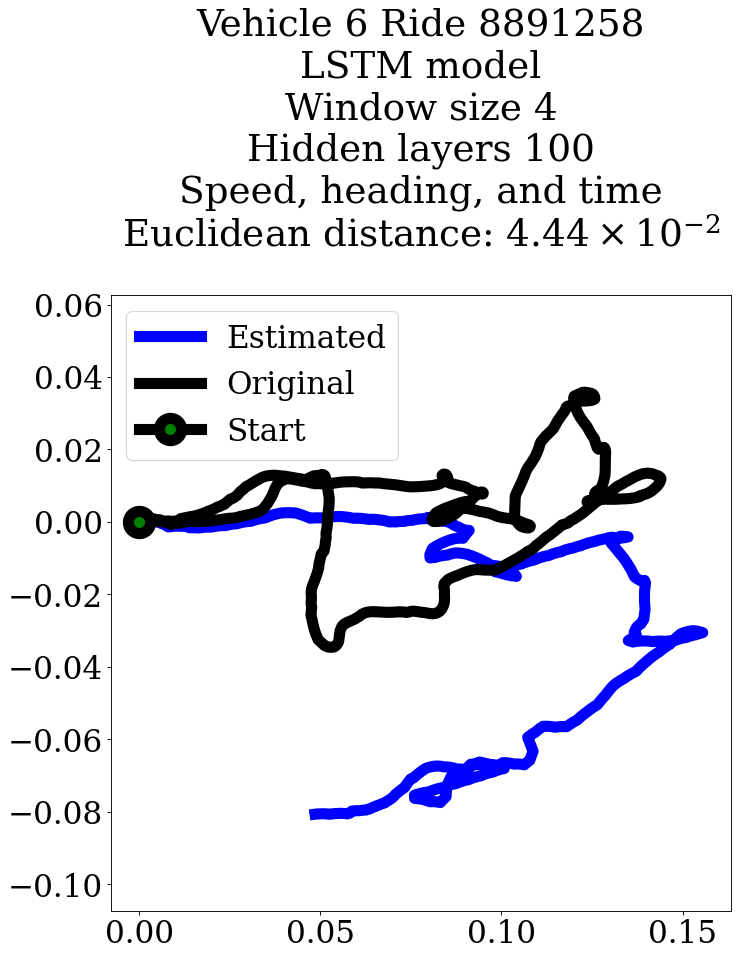 Vehicle 6 Ride 8891258
LSTM model
Window size 4
Hidden layers 100
Speed, heading, and time
Euclidean distance: 4.44 × 10⁻²
Estimated
Original
Start
0.06
0.04
0.02
0.00
−0.02
−0.04
−0.06
−0.08
−0.10
0.00 0.05 0.10 0.15